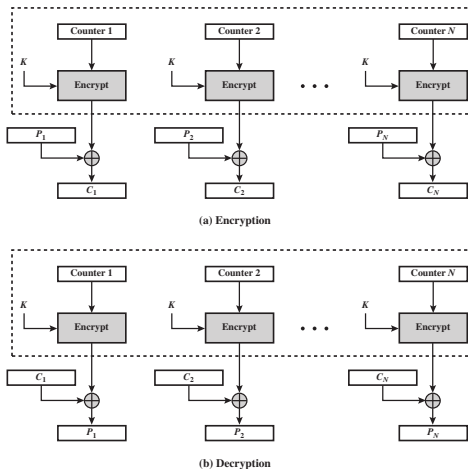 Counter 1 Counter 2 Counter N
K K K
Encrypt Encrypt • • • Encrypt
P1 P2 PN
C1 C2 CN
(a) Encryption
Counter 1 Counter 2 Counter N
K K K
Encrypt Encrypt • • • Encrypt
C1 C2 CN
P1 P2 PN
(b) Decryption